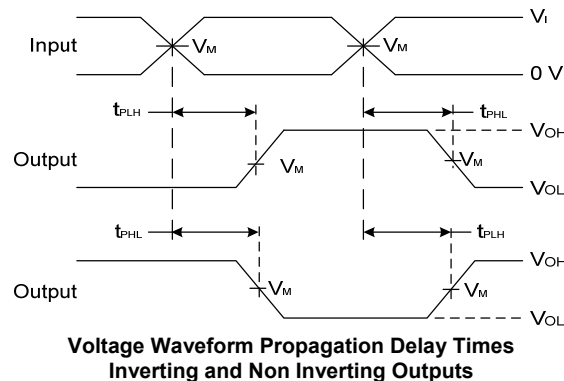 Input
VM
VM
VI
0 V
tPLH
tPHL
Output
VM
VM
VOH
VOL
tPHL
tPLH
Output
VM
VM
VOH
VOL
Voltage Waveform Propagation Delay Times
Inverting and Non Inverting Outputs